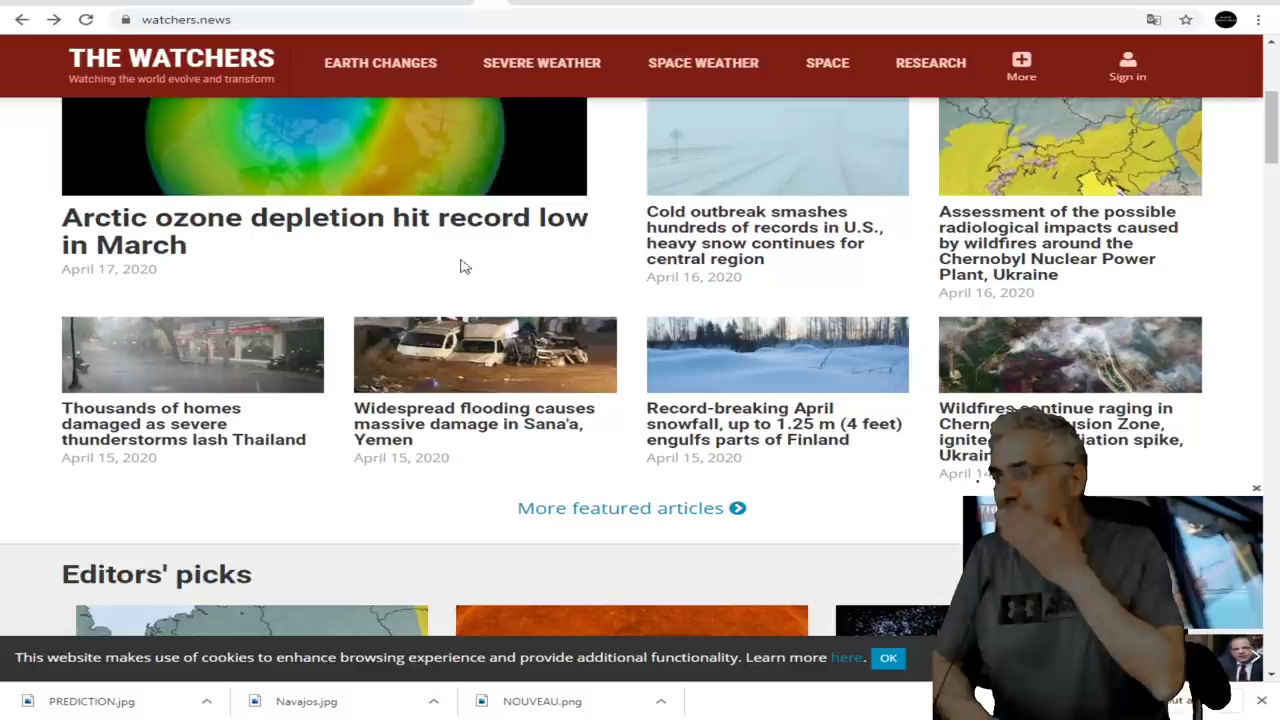 watchers.news
THE WATCHERS
Watching the world evolve and transform
EARTH CHANGES
SEVERE WEATHER
SPACE WEATHER
SPACE
RESEARCH
More
Sign in
Arctic ozone depletion hit record low
in March
April 17, 2020
Cold outbreak smashes
hundreds of records in U.S.,
heavy snow continues for
central region
April 16, 2020
Assessment of the possible
radiological impacts caused
by wildfires around the
Chernobyl Nuclear Power
Plant, Ukraine
April 16, 2020
Thousands of homes
damaged as severe
thunderstorms lash Thailand
April 15, 2020
Widespread flooding causes
massive damage in Sana'a,
Yemen
April 15, 2020
Record-breaking April
snowfall, up to 1.25 m (4 feet)
engulfs parts of Finland
April 15, 2020
Wildfires continue raging in
spike,
April
More featured articles
Editors' picks
This website makes use of cookies to enhance browsing experience and provide additional functionality. Learn more here.
OK
PREDICTION.jpg
Navajos.jpg
NOUVEAU.png